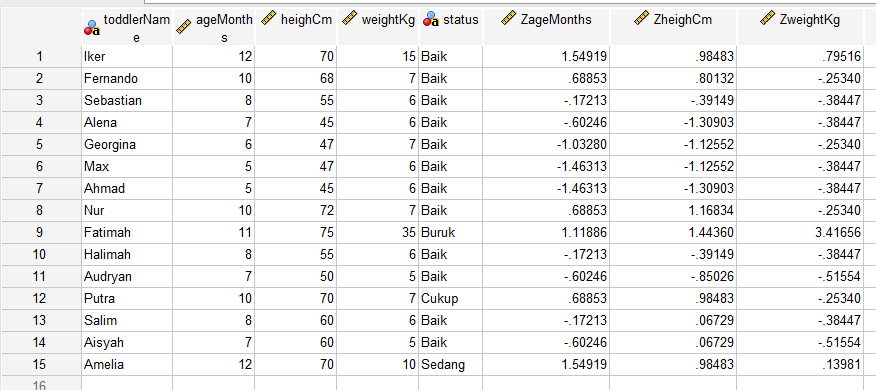 toddlerNam
e ageMonth
s heighCm weightKg status ZageMonths ZheighCm ZweightKg
1 Iker 12 70 15 Baik 1.54919 .98483 .79516
2 Fernando 10 68 7 Baik .68853 .80132 -.25340
3 Sebastian 8 55 6 Baik -.17213 -.39149 -.38447
4 Alena 7 45 6 Baik -.60246 -1.30903 -.38447
5 Georgina 6 47 7 Baik -1.03280 -1.12552 -.25340
6 Max 5 47 6 Baik -1.46313 -1.12552 -.38447
7 Ahmad 5 45 6 Baik -1.46313 -1.30903 -.38447
8 Nur 10 72 7 Baik .68853 1.16834 -.25340
9 Fatimah 11 75 35 Buruk 1.11886 1.44360 3.41656
10 Halimah 8 55 6 Baik -.17213 -.39149 -.38447
11 Audryan 7 50 5 Baik -.60246 -.85026 -.51554
12 Putra 10 70 7 Cukup .68853 .98483 -.25340
13 Salim 8 60 6 Baik -.17213 .06729 -.38447
14 Aisyah 7 60 5 Baik -.60246 .06729 -.51554
15 Amelia 12 70 10 Sedang 1.54919 .98483 .13981
16